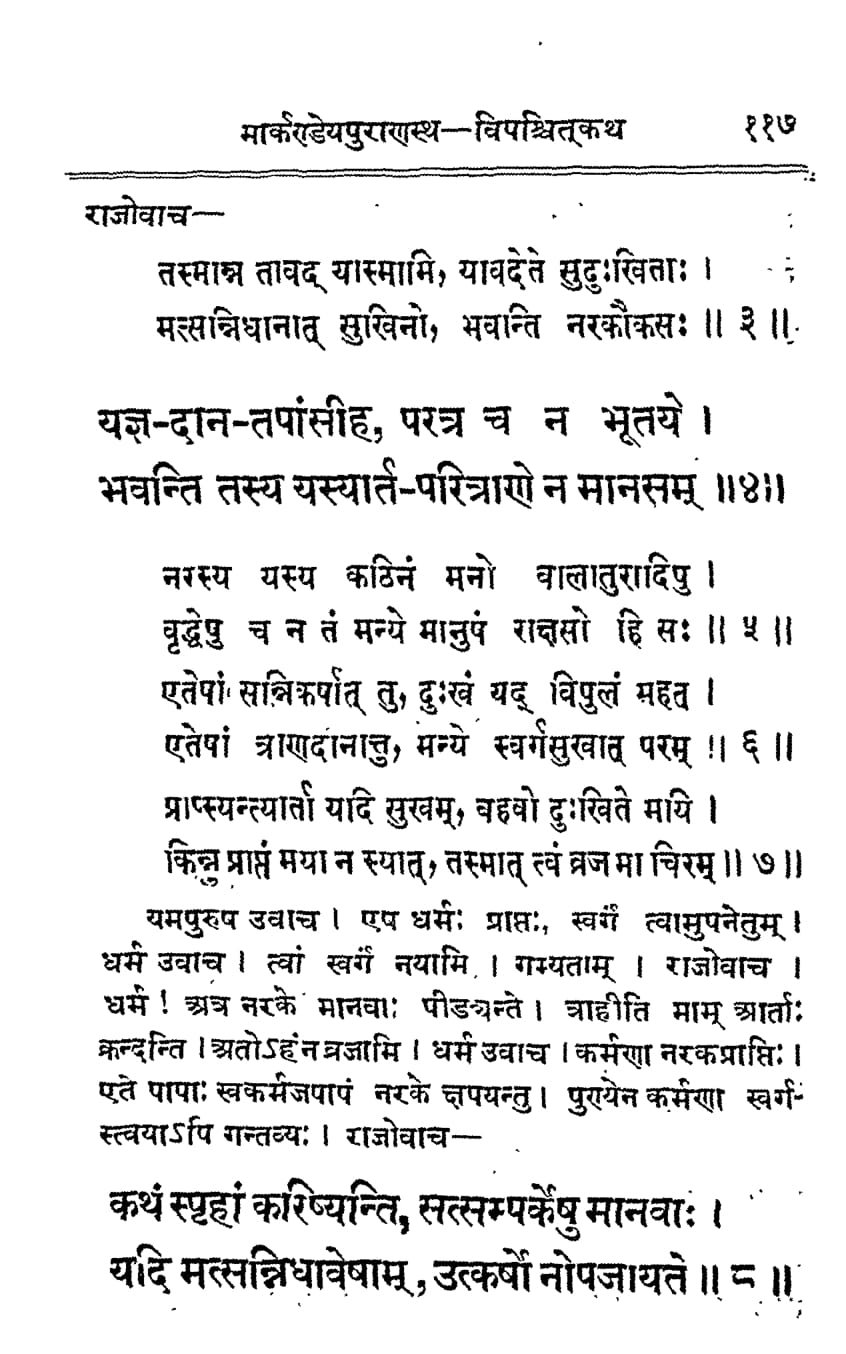 मार्कण्डेयपुराणस्थ—विपश्चित्‌कथ ११७
राजोवाच—
तस्मान्न तावद् यास्मामि, यावदेते सुदुःखिताः ।
मत्सन्निधानात् सुखिनो, भवान्ति नरकौकसः ॥ ३ ॥
यज्ञ-दान-तपांसीह, परत्र च न भूतये ।
भवन्ति तस्य यस्यार्त-परित्राणे न मानसम् ॥४॥
नरस्य यस्य कठिनं मनो वालातुरादिपु ।
वृद्धेपु च न तं मन्ये मानुपं राक्षसो हि सः ॥ ५ ॥
एतेपां सन्निकर्पात् तु, दुःखं यद् विपुलं महत् ।
एतेपां त्राणदानात्तु, मन्ये स्वर्गसुखात् परम् ॥ ६ ॥
प्राप्स्यन्त्यार्ता यादि सुखम्, वहवो दुःखिते मयि ।
किन्नु प्राप्तं मया न स्यात्, तस्मात् त्वं व्रज मा चिरम् ॥ ७ ॥
यमपुरुष उवाच । एष धर्मः प्राप्तः, स्वर्गं त्वामुपनेतुम् ।
धर्म उवाच । त्वां स्वर्गं नयामि । गम्यताम् । राजोवाच ।
धर्म ! अत्र नरके मानवाः पीडयन्ते । त्राहीति माम् आर्ताः
क्रन्दन्ति । अतोऽहं न व्रजामि । धर्म उवाच । कर्मणा नरकप्राप्तिः ।
एते पापाः स्वकर्मजपापं नरके क्षपयन्तु । पुण्येन कर्मणा स्वर्ग-
स्त्वयाऽपि गन्तव्यः । राजोवाच—
कथं स्पृहां करिष्यन्ति, सत्सम्पर्केषु मानवाः ।
यदि मत्सन्निधावेषाम्, उत्कर्षो नोपजायते ॥ ८ ॥